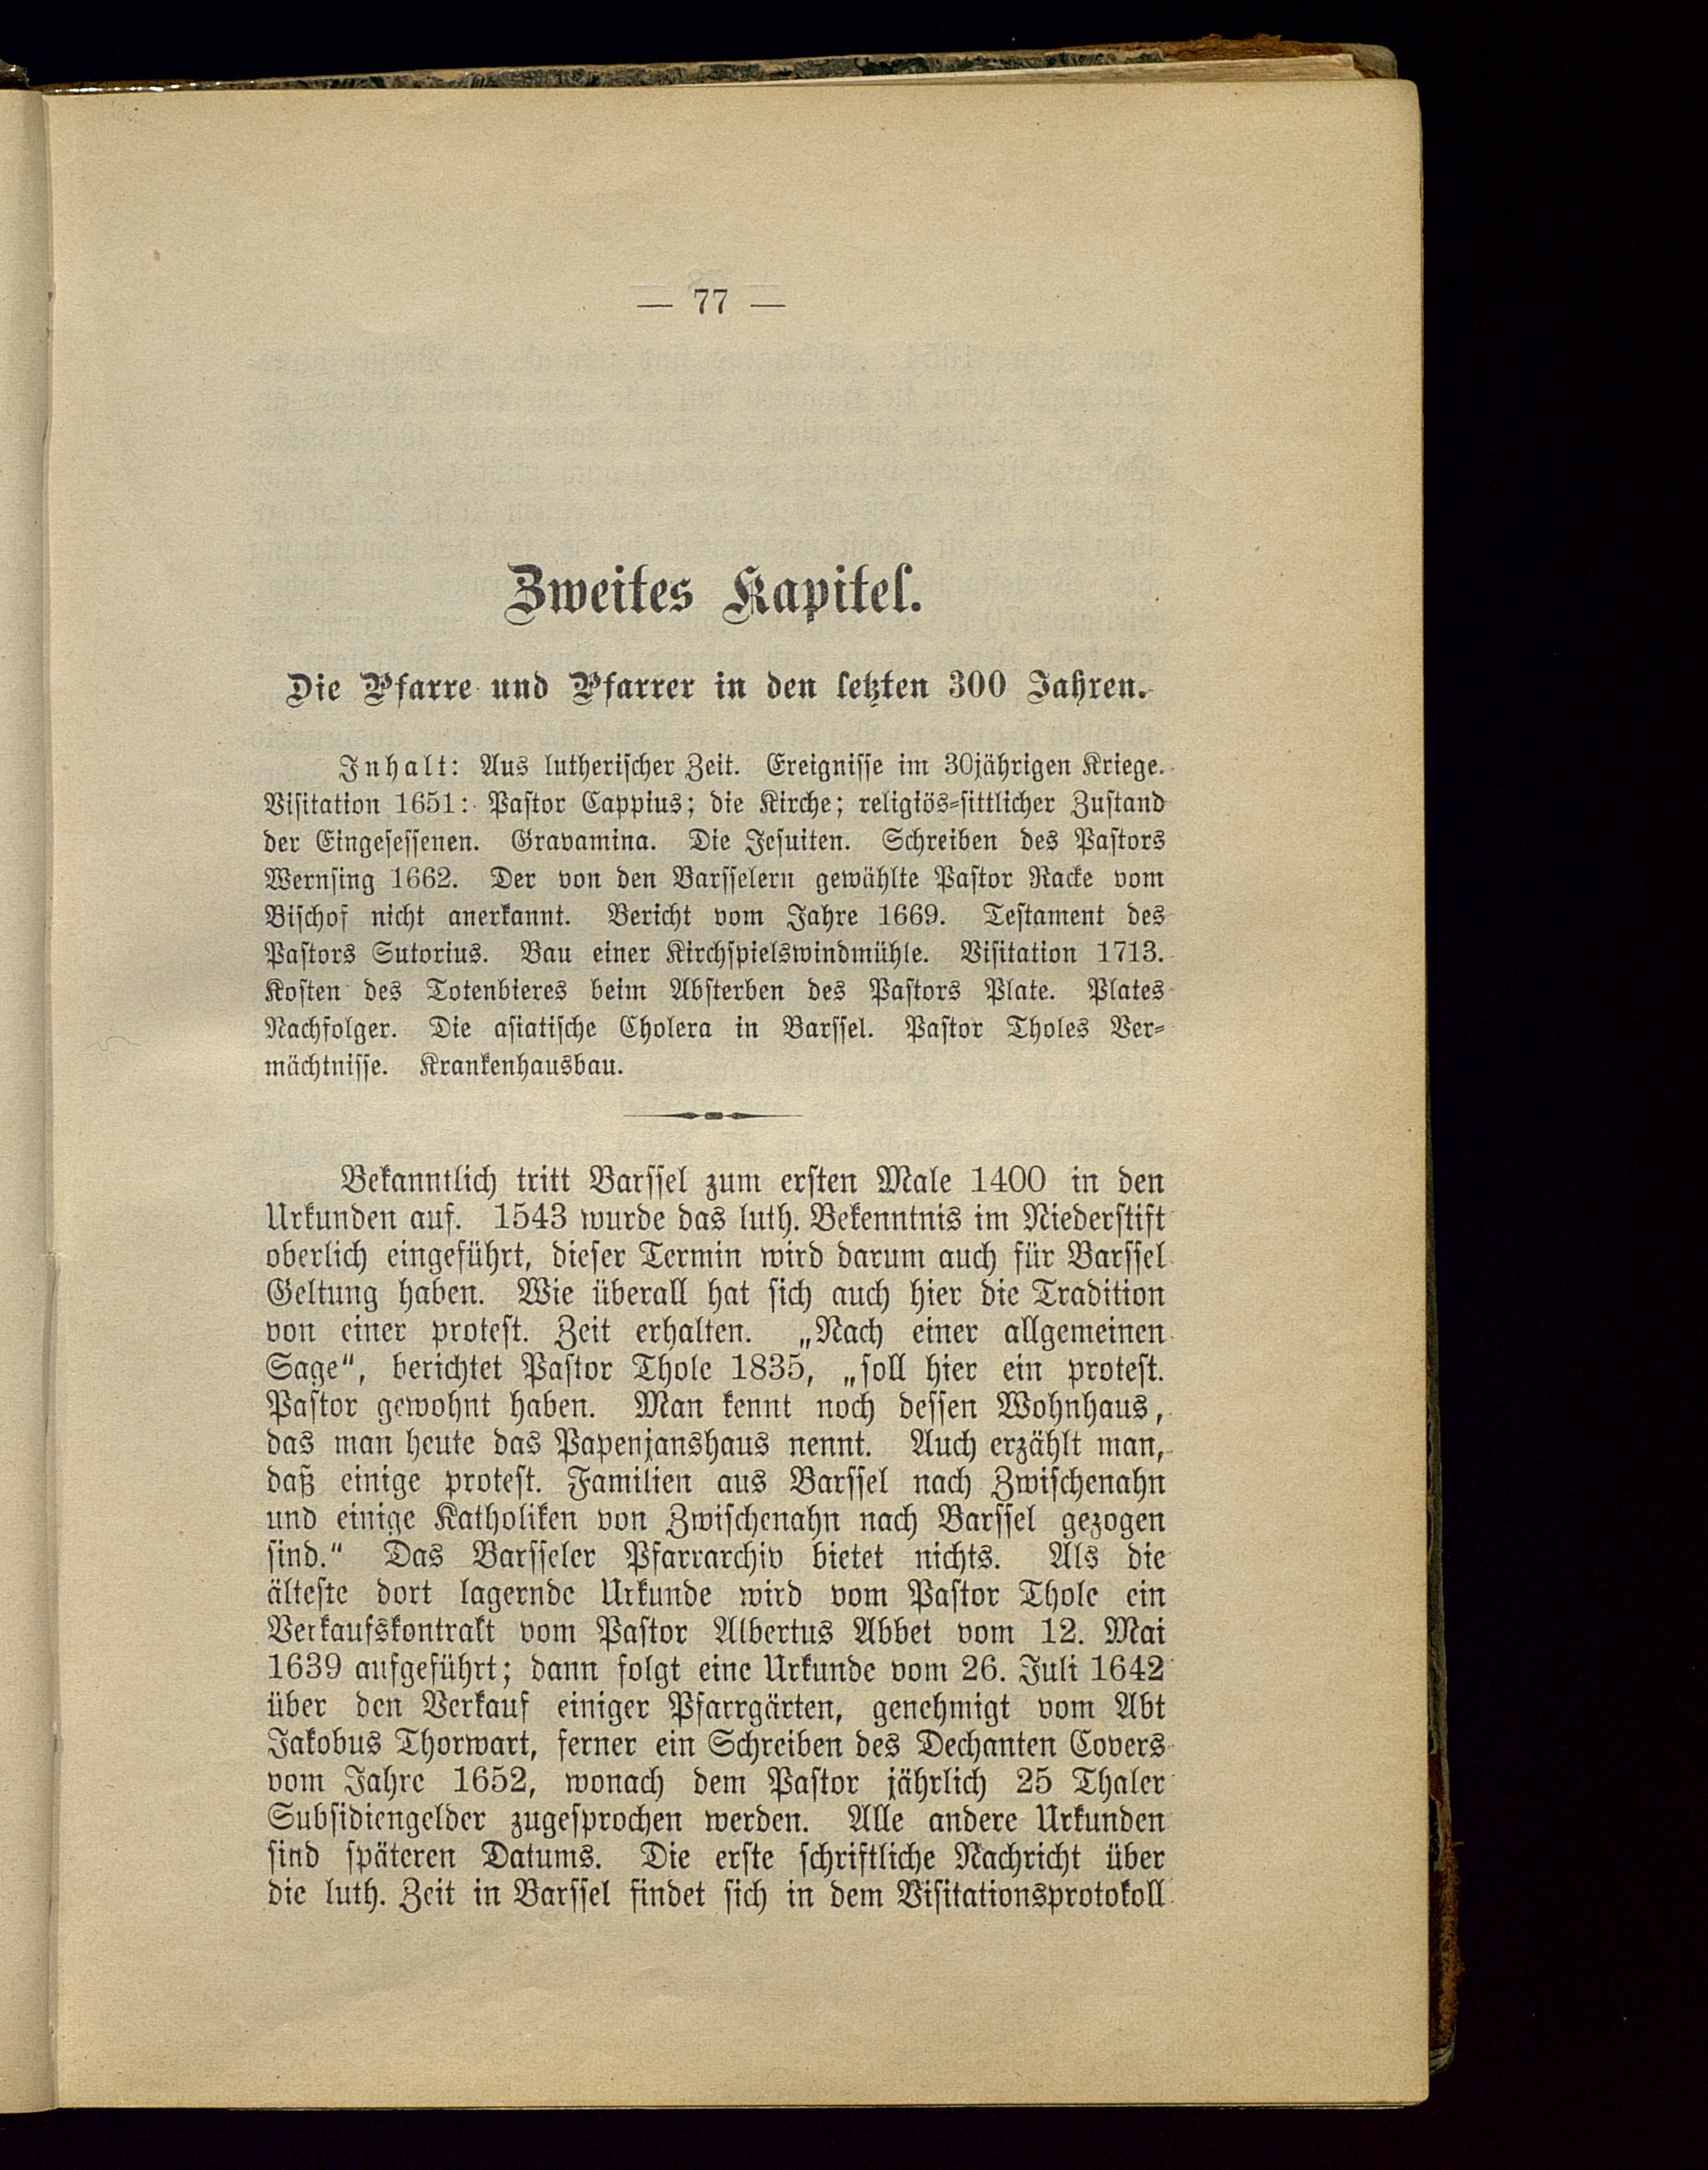 — 77 —
Zweites Kapitel.
Die Pfarre und Pfarrer in den letzten 300 Jahren.
Inhalt: Aus lutherischer Zeit. Ereignisse im 30jährigen Kriege.
Visitation 1651: Pastor Cappius; die Kirche; religiös-sittlicher Zustand
der Eingesessenen. Gravamina. Die Jesuiten. Schreiben des Pastors
Wernsing 1662. Der von den Barsselern gewählte Pastor Racke vom
Bischof nicht anerkannt. Bericht vom Jahre 1669. Testament des
Pastors Sutorius. Bau einer Kirchspielswindmühle. Visitation 1713.
Kosten des Totenbieres beim Absterben des Pastors Plate. Plates
Nachfolger. Die asiatische Cholera in Barssel. Pastor Tholes Ver-
mächtnisse. Krankenhausbau.
Bekanntlich tritt Barssel zum ersten Male 1400 in den
Urkunden auf. 1543 wurde das luth. Bekenntnis im Niederstift
oberlich eingeführt, dieser Termin wird darum auch für Barssel
Geltung haben. Wie überall hat sich auch hier die Tradition
von einer protest. Zeit erhalten. „Nach einer allgemeinen
Sage“, berichtet Pastor Thole 1835, „soll hier ein protest.
Pastor gewohnt haben. Man kennt noch dessen Wohnhaus,
das man heute das Papenjanshaus nennt. Auch erzählt man,
daß einige protest. Familien aus Barssel nach Zwischenahn
und einige Katholiken von Zwischenahn nach Barssel gezogen
sind.“ Das Barsseler Pfarrarchiv bietet nichts. Als die
älteste dort lagernde Urkunde wird vom Pastor Thole ein
Verkaufskontrakt vom Pastor Albertus Abbet vom 12. Mai
1639 aufgeführt; dann folgt eine Urkunde vom 26. Juli 1642
über den Verkauf einiger Pfarrgärten, genehmigt vom Abt
Jakobus Thorwart, ferner ein Schreiben des Dechanten Covers
vom Jahre 1652, wonach dem Pastor jährlich 25 Thaler
Subsidiengelder zugesprochen werden. Alle andere Urkunden
sind späteren Datums. Die erste schriftliche Nachricht über
die luth. Zeit in Barssel findet sich in dem Visitationsprotokoll